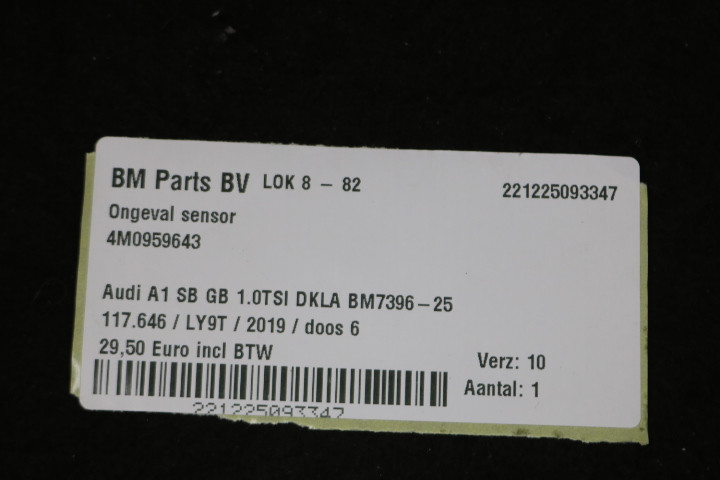 BM Parts BV LOK 8 - 82 221225093347
Ongeval sensor
4M0959643
Audi A1 SB GB 1.0TSI DKLA BM7396-25
117.646 / LY9T / 2019 / doos 6
29,50 Euro incl BTW
Verz: 10
Aantal: 1
221225093347